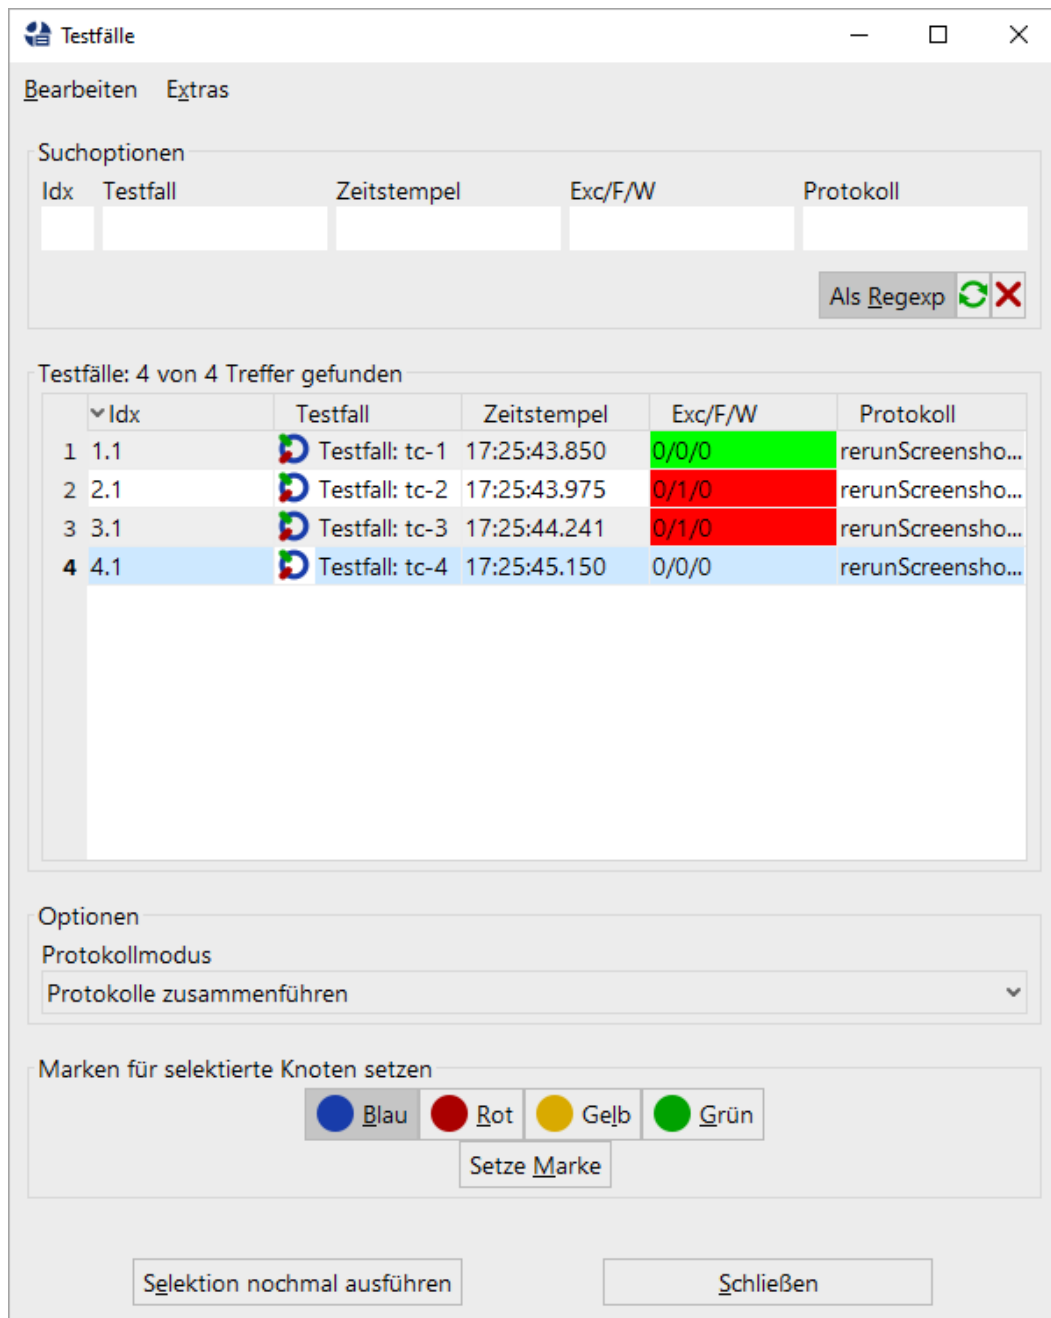 Testfälle
Bearbeiten Extras
Suchoptionen
Idx Testfall Zeitstempel Exc/F/W Protokoll
Als Regexp
Testfälle: 4 von 4 Treffer gefunden
Idx Testfall Zeitstempel Exc/F/W Protokoll
1 1.1 Testfall: tc-1 17:25:43.850 0/0/0 rerunScreensho...
2 2.1 Testfall: tc-2 17:25:43.975 0/1/0 rerunScreensho...
3 3.1 Testfall: tc-3 17:25:44.241 0/1/0 rerunScreensho...
4 4.1 Testfall: tc-4 17:25:45.150 0/0/0 rerunScreensho...
Optionen
Protokollmodus
Protokolle zusammenführen
Marken für selektierte Knoten setzen
Blau Rot Gelb Grün
Setze Marke
Selektion nochmal ausführen Schließen